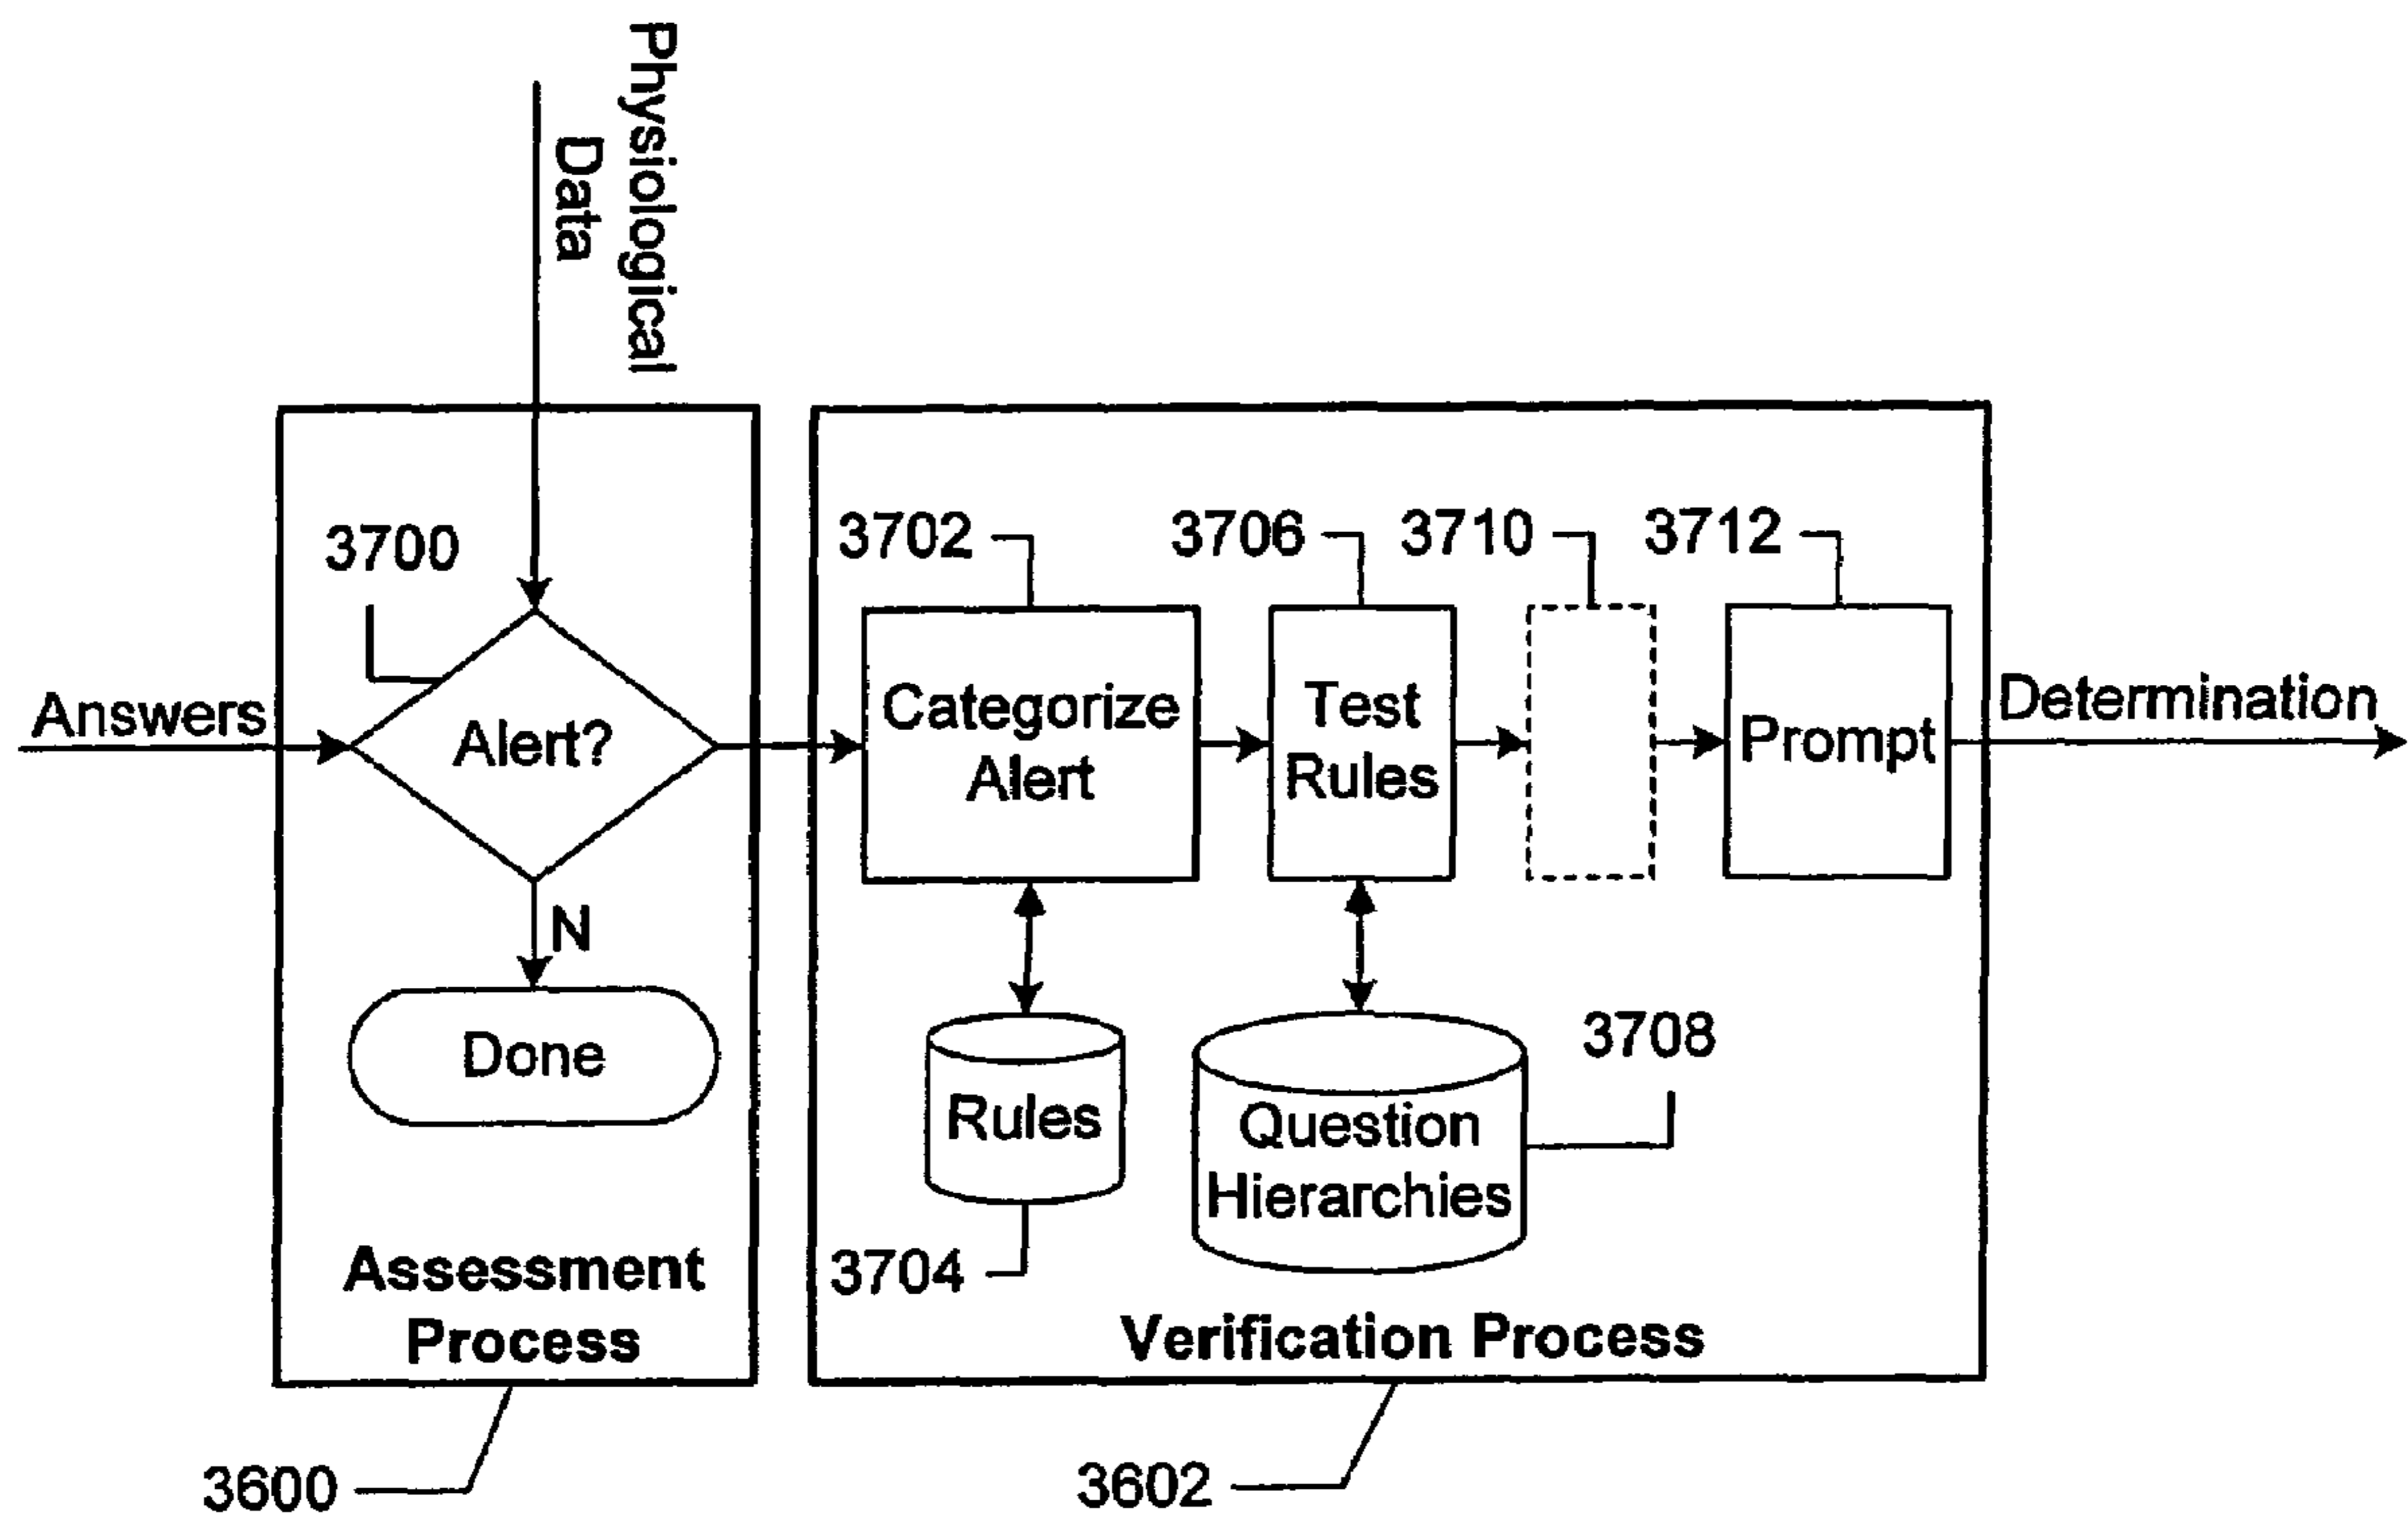 Physiological
Data
3700
3702
3706
3710
3712
Answers
Alert?
Categorize
Alert
Test
Rules
Prompt
Determination
N
Done
Rules
Question
Hierarchies
3708
3704
Assessment
Process
Verification Process
3600
3602